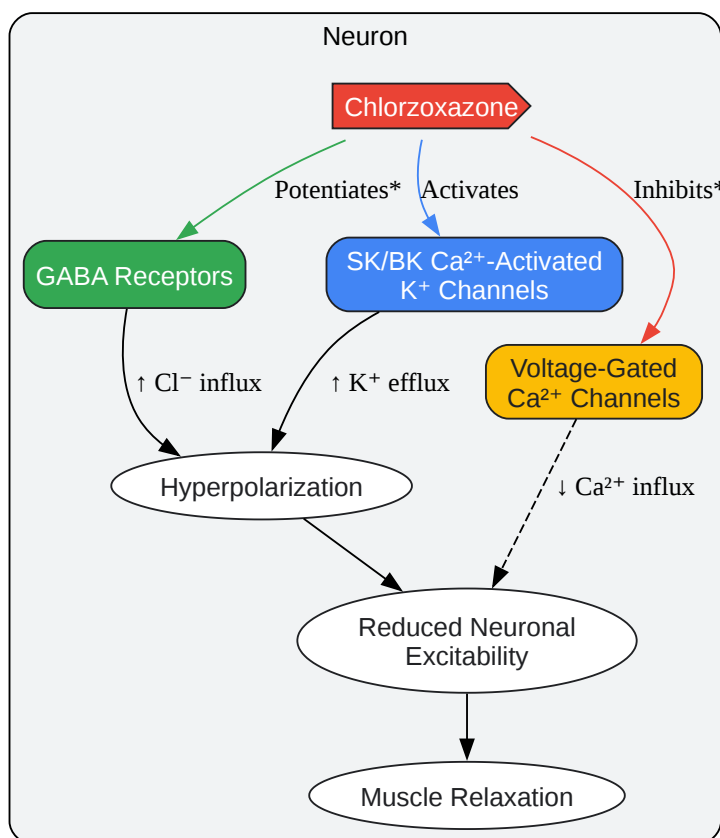 Neuron
Chlorzoxazone
Potentiates*
Activates
Inhibits*
GABA Receptors
SK/BK Ca²⁺-Activated
K⁺ Channels
Voltage-Gated
Ca²⁺ Channels
↑ Cl⁻ influx
↑ K⁺ efflux
Hyperpolarization
↓ Ca²⁺ influx
Reduced Neuronal
Excitability
Muscle Relaxation